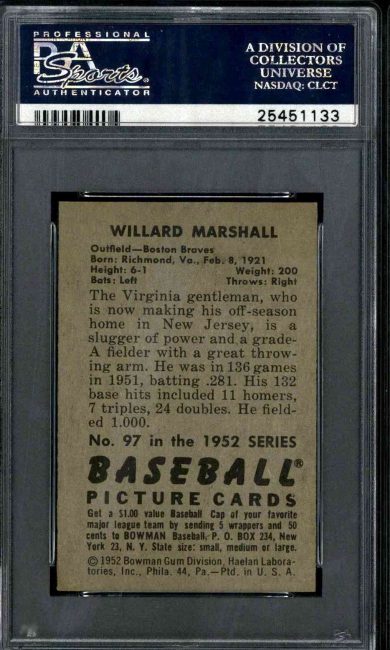 PROFESSIONAL
PSA
Sports
AUTHENTICATOR
A DIVISION OF
COLLECTORS
UNIVERSE
NASDAQ: CLCT
25451133
WILLARD MARSHALL
Outfield—Boston Braves
Born: Richmond, Va., Feb. 8, 1921
Height: 6-1 Weight: 200
Bats: Left Throws: Right
The Virginia gentleman, who
is now making his off-season
home in New Jersey, is a
slugger of power and a grade-
A fielder with a great throw-
ing arm. He was in 136 games
in 1951, batting .281. His 132
base hits included 11 homers,
7 triples, 24 doubles. He field-
ed 1.000.
No. 97 in the 1952 SERIES
BASEBALL®
PICTURE CARDS
Get a $1.00 value Baseball Cap of your favorite
major league team by sending 5 wrappers and 50
cents to BOWMAN Baseball, P. O. BOX 234, New
York 23, N. Y. State size: small, medium or large.
©1952 Bowman Gum Division, Haelan Labora-
tories, Inc., Phila. 44, Pa.—Ptd in U. S. A.